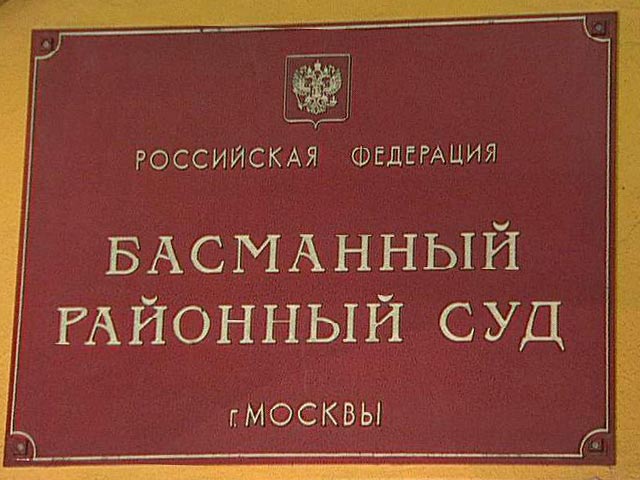 РОССИЙСКАЯ ФЕДЕРАЦИЯ
БАСМАННЫЙ
РАЙОННЫЙ СУД
г. МОСКВЫ